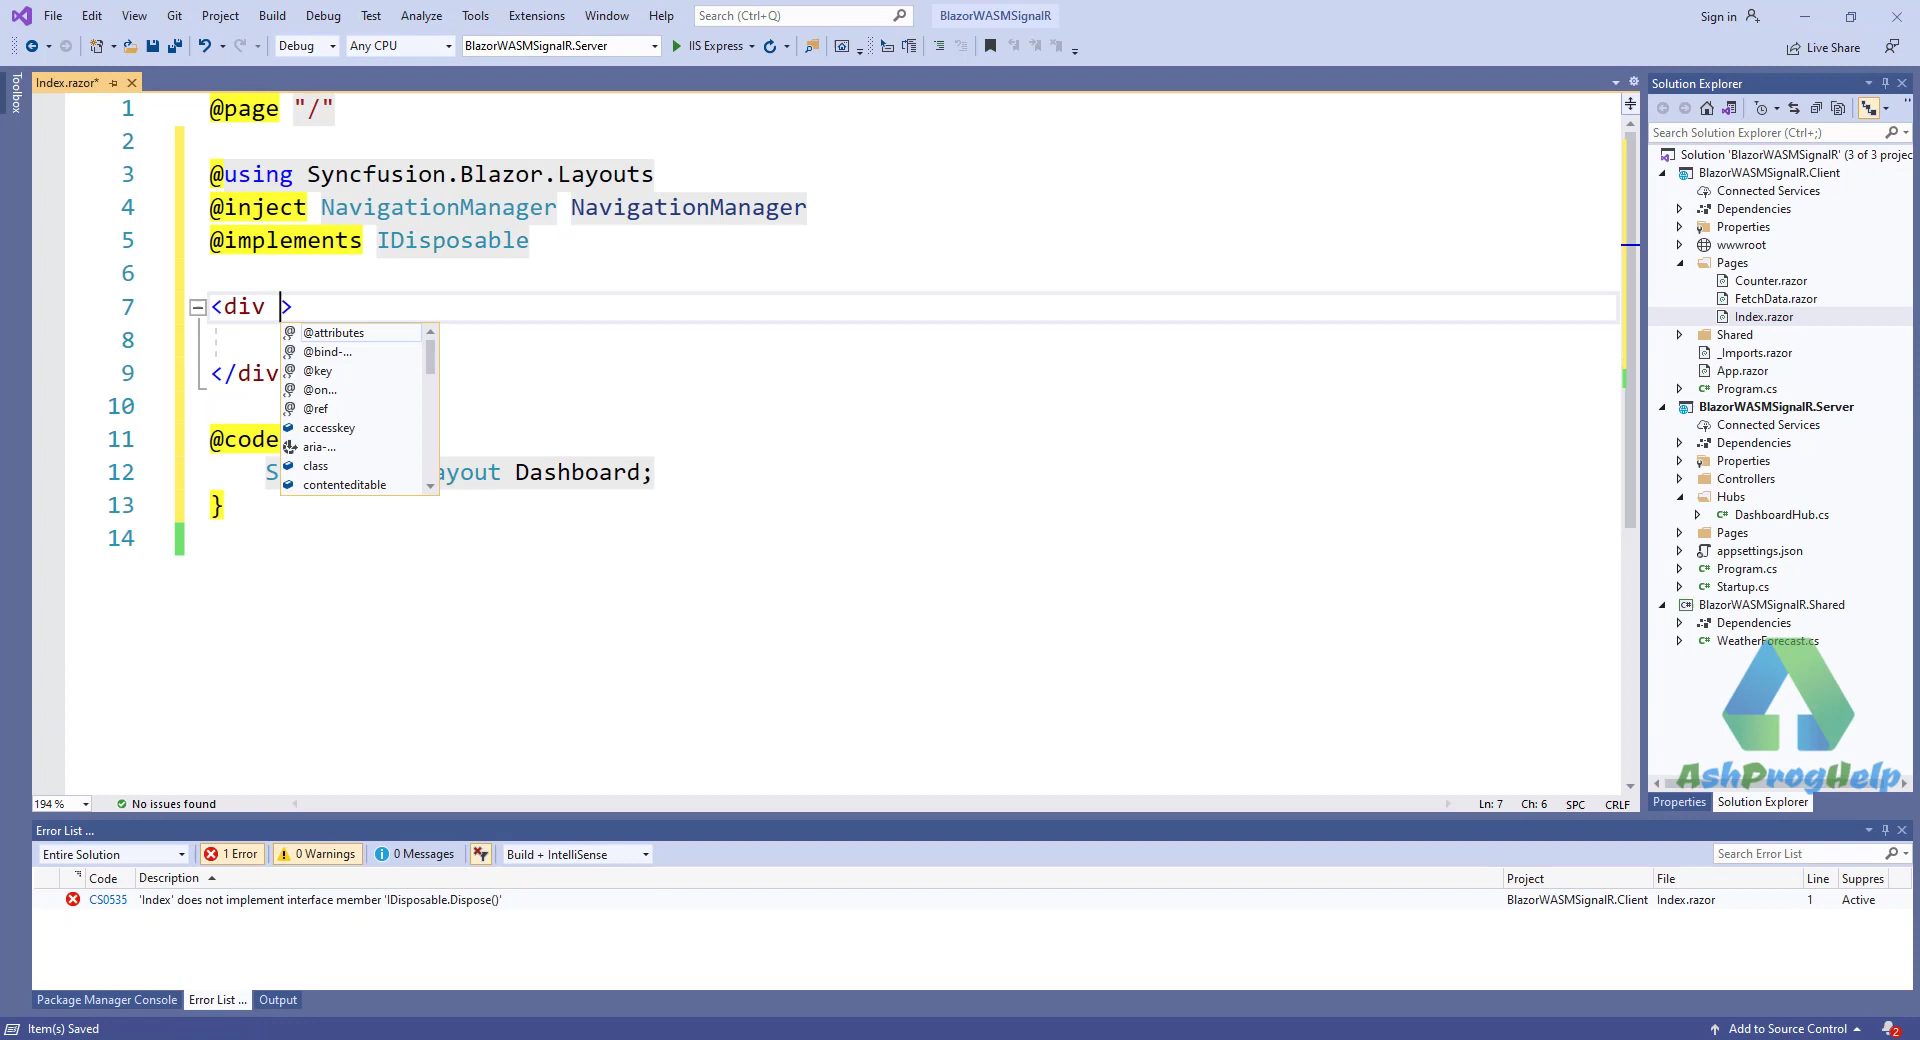 File Edit View Git Project Build Debug Test Analyze Tools Extensions Window Help Search (Ctrl+Q) BlazorWASMSignalR Sign in
Debug Any CPU BlazorWASMSignalR.Server IIS Express Live Share
Toolbox
Index.razor*
1 @page "/"
2
3 @using Syncfusion.Blazor.Layouts
4 @inject NavigationManager NavigationManager
5 @implements IDisposable
6
7 <div >
8
9 </div
10
11 @code
12 S ayout Dashboard;
13 }
14
@attributes
@bind-...
@key
@on...
@ref
accesskey
aria-...
class
contenteditable
194 % No issues found Ln: 7 Ch: 6 SPC CRLF
Solution Explorer
Search Solution Explorer (Ctrl+;)
Solution 'BlazorWASMSignalR' (3 of 3 projec
BlazorWASMSignalR.Client
Connected Services
Dependencies
Properties
wwwroot
Pages
Counter.razor
FetchData.razor
Index.razor
Shared
_Imports.razor
App.razor
C# Program.cs
BlazorWASMSignalR.Server
Connected Services
Dependencies
Properties
Controllers
Hubs
C# DashboardHub.cs
Pages
appsettings.json
C# Program.cs
C# Startup.cs
C# BlazorWASMSignalR.Shared
Dependencies
C# WeatherForecast.cs
AshProgHelp
Properties Solution Explorer
Error List ...
Entire Solution 1 Error 0 Warnings 0 Messages Build + IntelliSense Search Error List
Code Description Project File Line Suppres
CS0535 'Index' does not implement interface member 'IDisposable.Dispose()' BlazorWASMSignalR.Client Index.razor 1 Active
Package Manager Console Error List ... Output
Item(s) Saved Add to Source Control 2